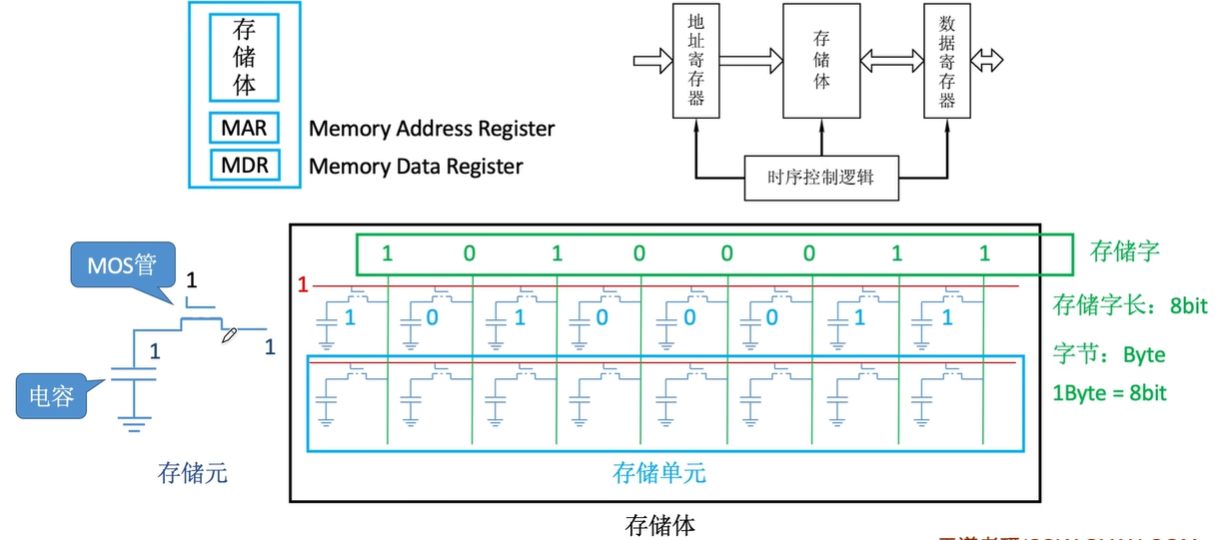 存
储
体
MAR
Memory Address Register
MDR
Memory Data Register
地
址
寄
存
器
存
储
体
数
据
寄
存
器
时序控制逻辑
MOS管
1
1
1
电容
存储元
1 0 1 0 0 0 1 1
存储字
1
1 0 1 0 0 0 1 1
存储字长：8bit
字节：Byte
1Byte = 8bit
存储单元
存储体